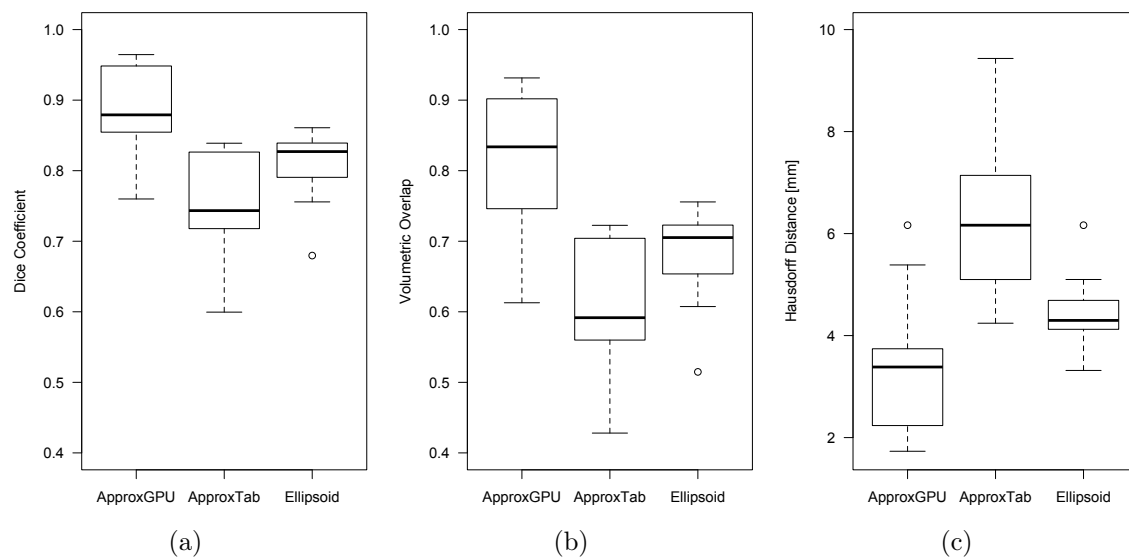 1.0
0.9
0.8
0.7
0.6
0.5
0.4
Dice Coefficient
ApproxGPU ApproxTab Ellipsoid
(a)
1.0
0.9
0.8
0.7
0.6
0.5
0.4
Volumetric Overlap
ApproxGPU ApproxTab Ellipsoid
(b)
10
8
6
4
2
Hausdorff Distance [mm]
ApproxGPU ApproxTab Ellipsoid
(c)